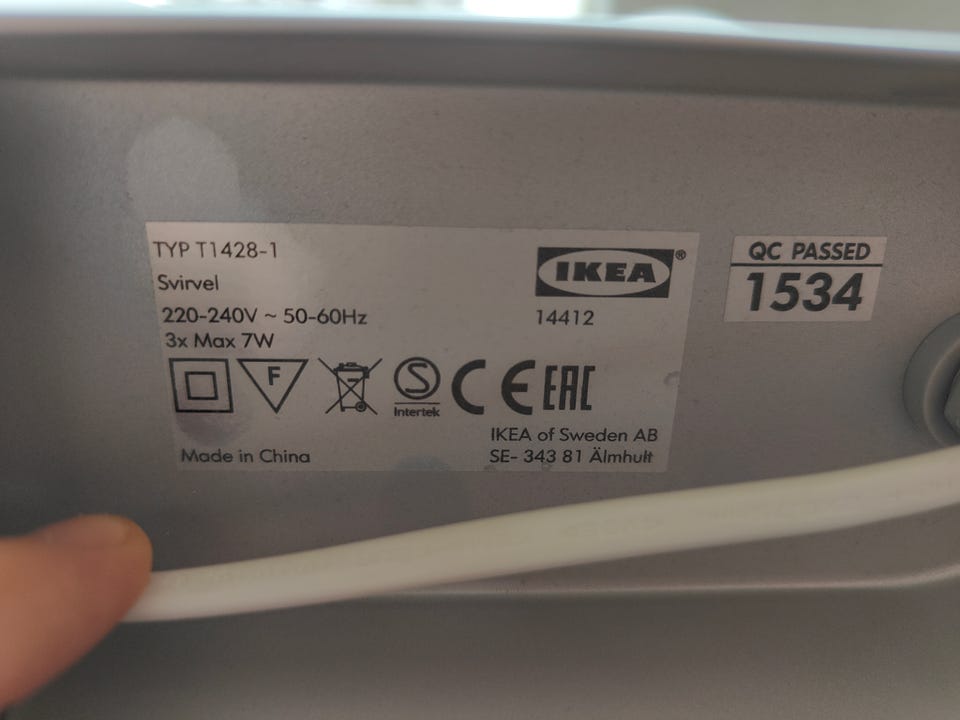 TYP T1428-1
Svirvel
220-240V ~ 50-60Hz
3x Max 7W
F
S
Intertek
CE
EAC
Made in China
IKEA®
14412
IKEA of Sweden AB
SE- 343 81 Älmhult
QC PASSED
1534